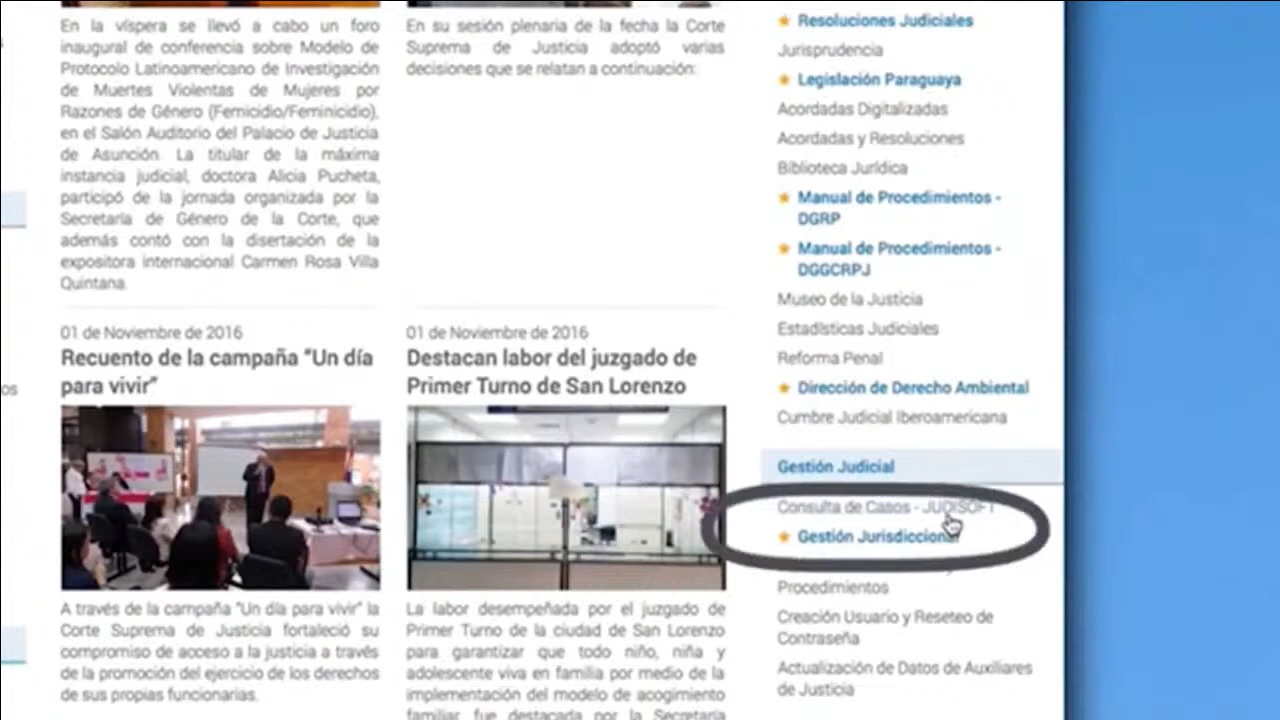 En la víspera se llevó a cabo un foro
inaugural de conferencia sobre Modelo de
Protocolo Latinoamericano de Investigación
de Muertes Violentas de Mujeres por
Razones de Género (Femicidio/Feminicidio),
en el Salón Auditorio del Palacio de Justicia
de Asunción. La titular de la máxima
instancia judicial, doctora Alicia Pucheta,
participó de la jornada organizada por la
Secretaría de Género de la Corte, que
además contó con la disertación de la
expositora internacional Carmen Rosa Villa
Quintana.
01 de Noviembre de 2016
Recuento de la campaña “Un día
para vivir”
A través de la campaña “Un día para vivir” la
Corte Suprema de Justicia fortaleció su
compromiso de acceso a la justicia a través
de la promoción del ejercicio de los derechos
de sus propias funcionarias.
En su sesión plenaria de la fecha la Corte
Suprema de Justicia adoptó varias
decisiones que se relatan a continuación:
01 de Noviembre de 2016
Destacan labor del juzgado de
Primer Turno de San Lorenzo
La labor desempeñada por el juzgado de
Primer Turno de la ciudad de San Lorenzo
para garantizar que todo niño, niña y
adolescente viva en familia por medio de la
implementación del modelo de acogimiento
familiar, fue destacada por la Secretaría
Resoluciones Judiciales
Jurisprudencia
Legislación Paraguaya
Acordadas Digitalizadas
Acordadas y Resoluciones
Biblioteca Jurídica
Manual de Procedimientos -
DGRP
Manual de Procedimientos -
DGGCRPJ
Museo de la Justicia
Estadísticas Judiciales
Reforma Penal
Dirección de Derecho Ambiental
Cumbre Judicial Iberoamericana
Gestión Judicial
Consulta de Casos - JUDISOFT
Gestión Jurisdiccional
Procedimientos
Creación Usuario y Reseteo de
Contraseña
Actualización de Datos de Auxiliares
de Justicia